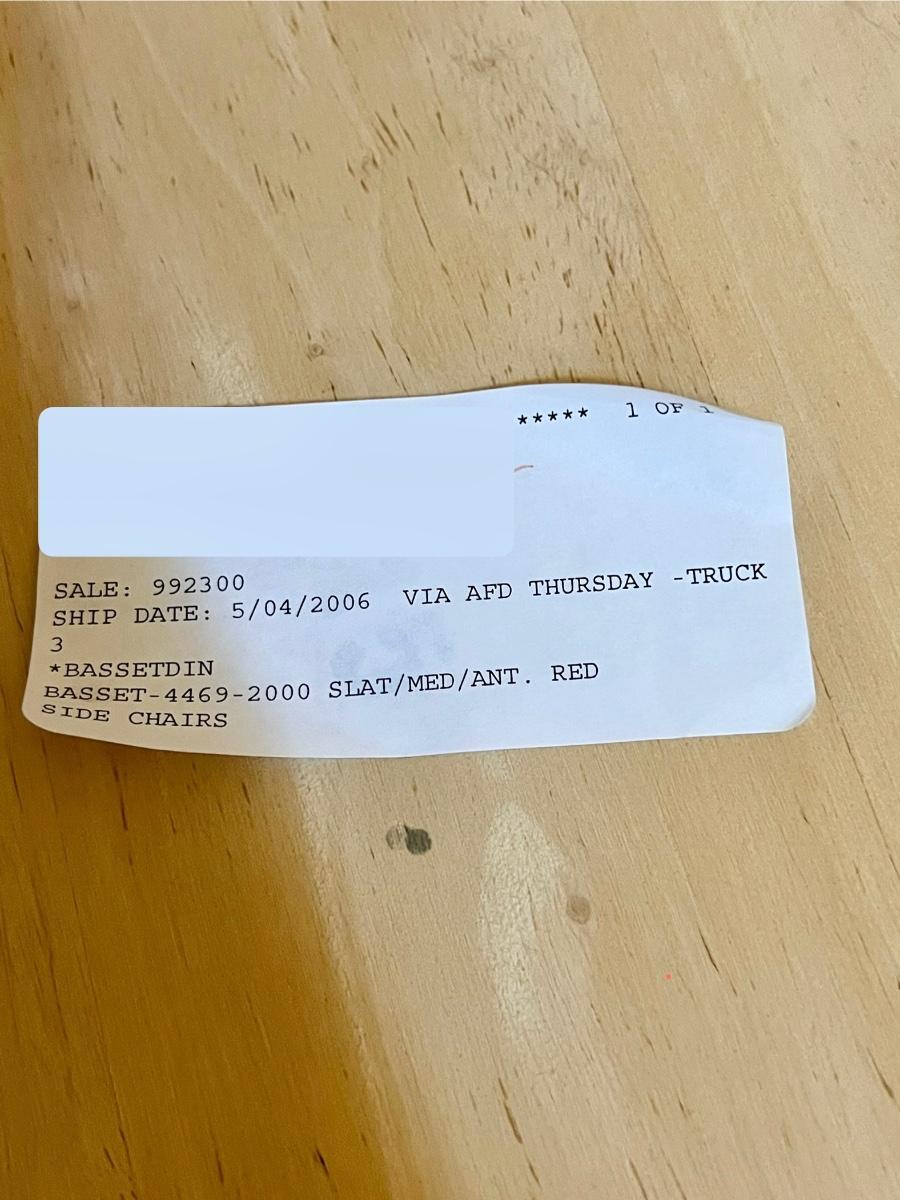 ***** 1 OF 1
SALE: 992300
SHIP DATE: 5/04/2006 VIA AFD THURSDAY -TRUCK
3
*BASSETDIN
BASSET-4469-2000 SLAT/MED/ANT. RED
SIDE CHAIRS